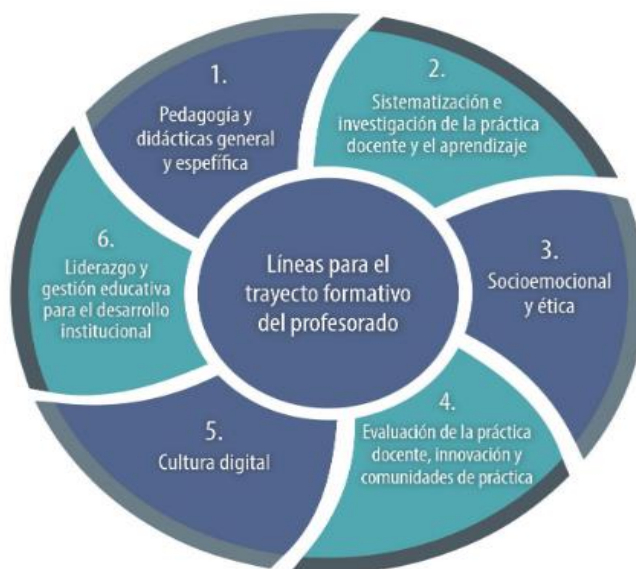 1.
Pedagogía y
didácticas general
y espefífica
2.
Sistematización e
investigación de la práctica
docente y el aprendizaje
3.
Socioemocional
y ética
4.
Evaluación de la práctica
docente, innovación y
comunidades de práctica
5.
Cultura digital
6.
Liderazgo y
gestión educativa
para el desarrollo
institucional
Líneas para el
trayecto formativo
del profesorado